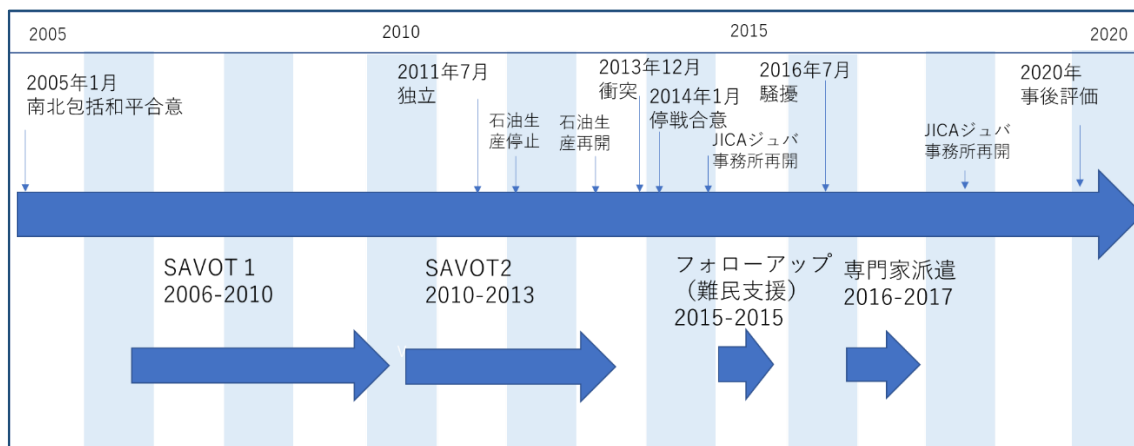 2005
2010
2015
2020
2005年1月
南北包括和平合意
2011年7月
独立
石油生
産停止
石油生
産再開
2013年12月
衝突
2014年1月
停戦合意
JICAジュバ
事務所再開
2016年7月
騒擾
JICAジュバ
事務所再開
2020年
事後評価
SAVOT１
2006-2010
SAVOT2
2010-2013
フォローアップ
（難民支援）
2015-2015
専門家派遣
2016-2017